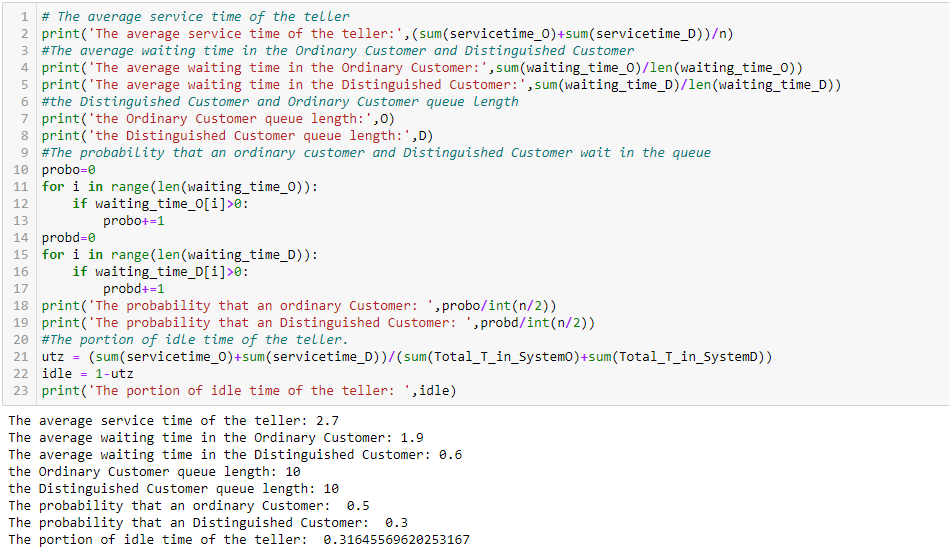 1 # The average service time of the teller
2 print('The average service time of the teller:',(sum(servicetime_O)+sum(servicetime_D))/n)
3 #The average waiting time in the Ordinary Customer and Distinguished Customer
4 print('The average waiting time in the Ordinary Customer:',sum(waiting_time_O)/len(waiting_time_O))
5 print('The average waiting time in the Distinguished Customer:',sum(waiting_time_D)/len(waiting_time_D))
6 #the Distinguished Customer and Ordinary Customer queue length
7 print('the Ordinary Customer queue length:',O)
8 print('the Distinguished Customer queue length:',D)
9 #The probability that an ordinary customer and Distinguished Customer wait in the queue
10 probo=0
11 for i in range(len(waiting_time_O)):
12     if waiting_time_O[i]>0:
13         probo+=1
14 probd=0
15 for i in range(len(waiting_time_D)):
16     if waiting_time_D[i]>0:
17         probd+=1
18 print('The probability that an ordinary Customer: ',probo/int(n/2))
19 print('The probability that an Distinguished Customer: ',probd/int(n/2))
20 #The portion of idle time of the teller.
21 utz = (sum(servicetime_O)+sum(servicetime_D))/(sum(Total_T_in_SystemO)+sum(Total_T_in_SystemD))
22 idle = 1-utz
23 print('The portion of idle time of the teller: ',idle)
The average service time of the teller: 2.7
The average waiting time in the Ordinary Customer: 1.9
The average waiting time in the Distinguished Customer: 0.6
the Ordinary Customer queue length: 10
the Distinguished Customer queue length: 10
The probability that an ordinary Customer:  0.5
The probability that an Distinguished Customer:  0.3
The portion of idle time of the teller:  0.31645569620253167